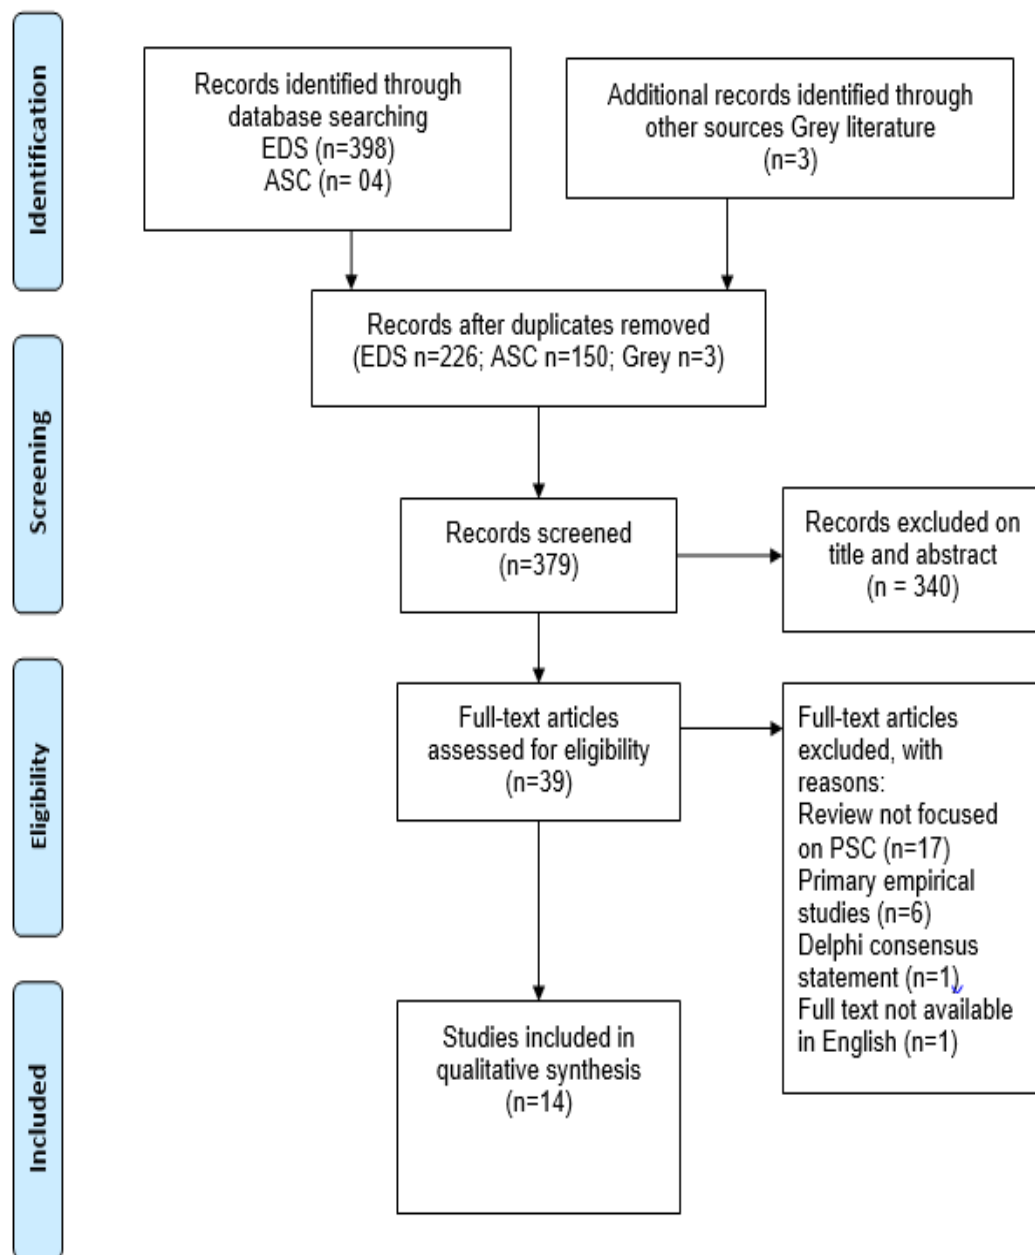 Identification
Records identified through
database searching
EDS (n=398)
ASC (n= 04)
Additional records identified through
other sources Grey literature
(n=3)
Records after duplicates removed
(EDS n=226; ASC n=150; Grey n=3)
Screening
Records screened
(n=379)
Records excluded on
title and abstract
(n = 340)
Eligibility
Full-text articles
assessed for eligibility
(n=39)
Full-text articles
excluded, with
reasons:
Review not focused
on PSC (n=17)
Primary empirical
studies (n=6)
Delphi consensus
statement (n=1)
Full text not available
in English (n=1)
Included
Studies included in
qualitative synthesis
(n=14)